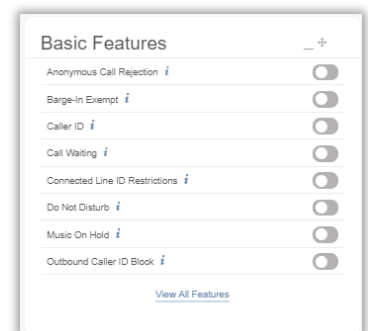 Basic Features
Anonymous Call Rejection i
Barge-In Exempt i
Caller ID i
Call Waiting i
Connected Line ID Restrictions i
Do Not Disturb i
Music On Hold i
Outbound Caller ID Block i
View All Features